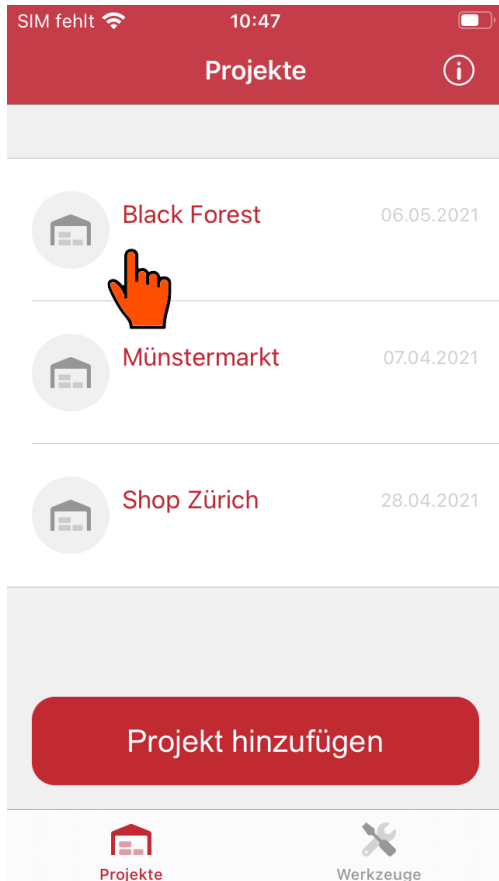 SIM fehlt 10:47
Projekte
Black Forest 06.05.2021
Münstermarkt 07.04.2021
Shop Zürich 28.04.2021
Projekt hinzufügen
Projekte Werkzeuge